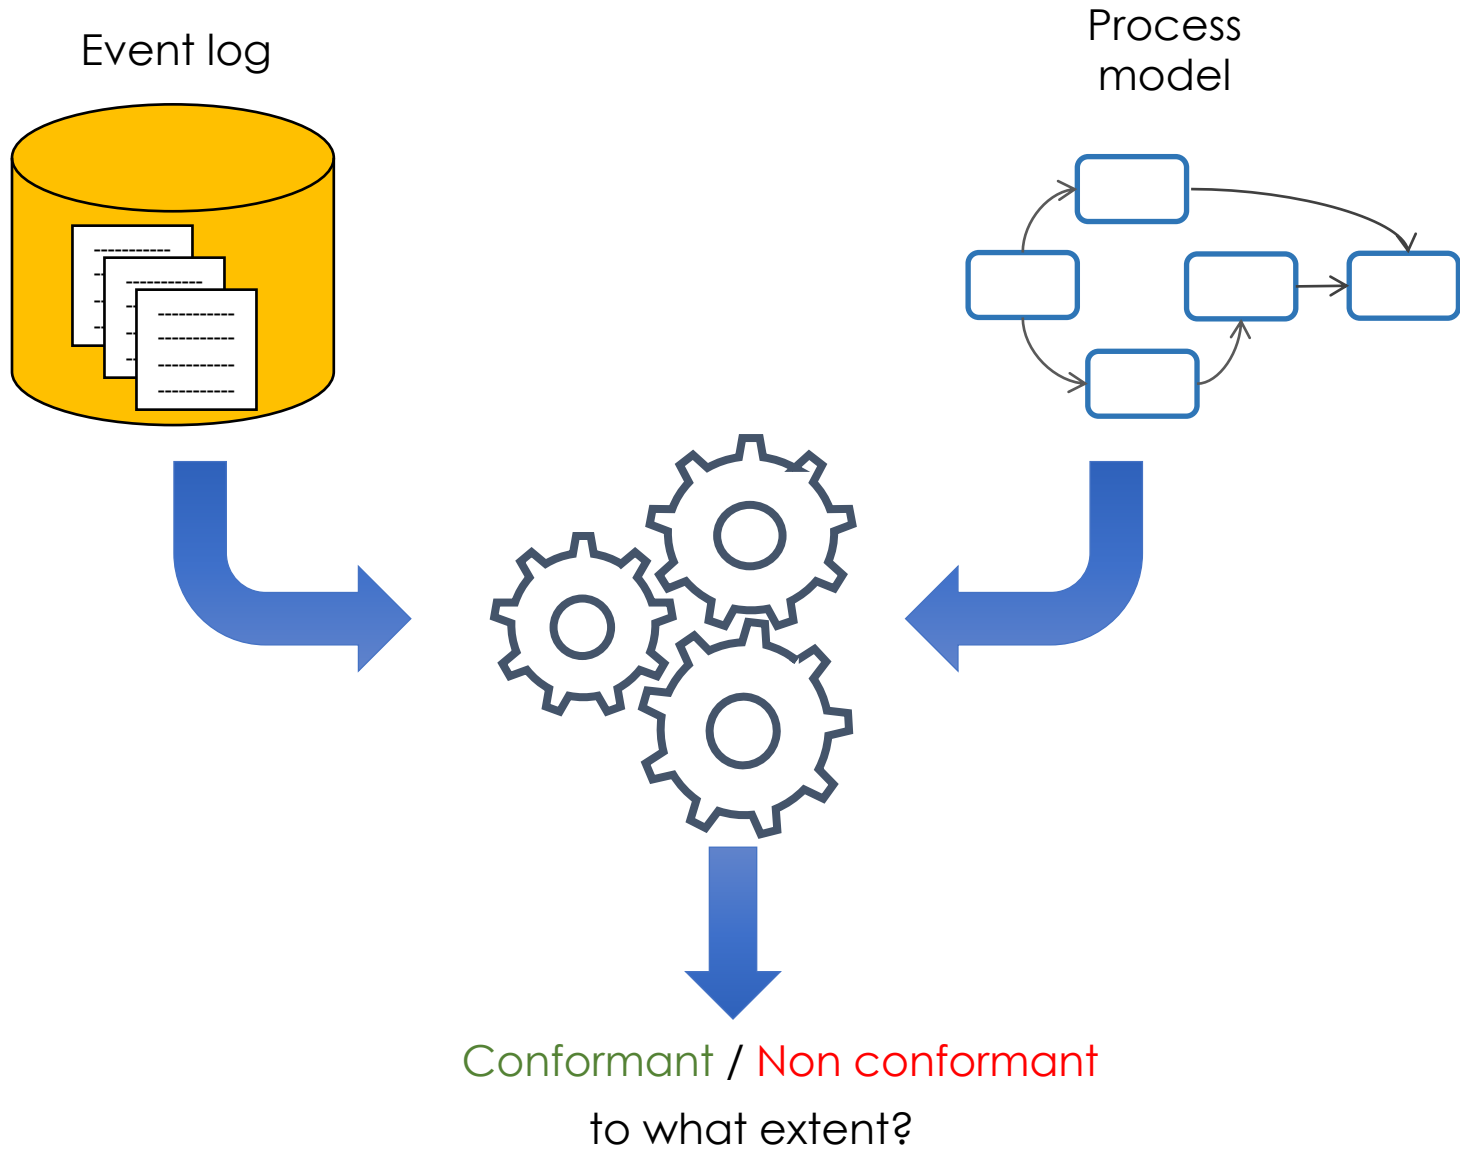 Event log
Process
model
Conformant / Non conformant
to what extent?